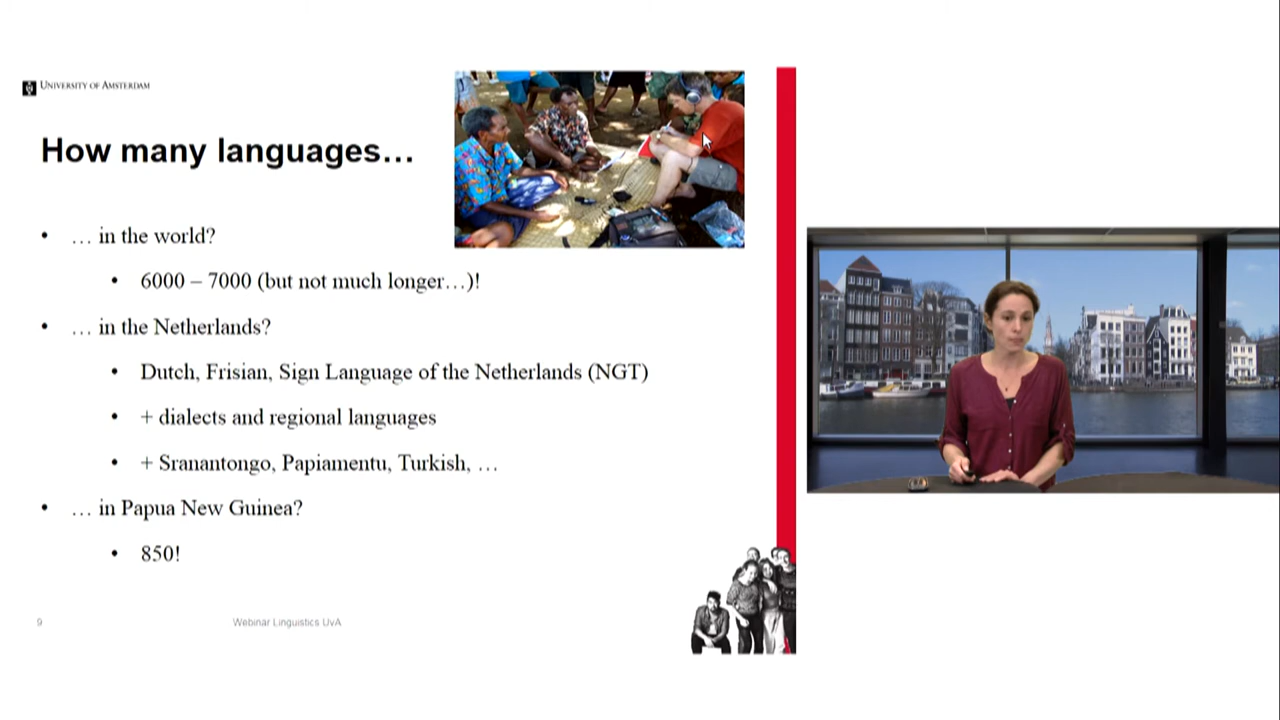 UNIVERSITY OF AMSTERDAM
How many languages…
• … in the world?
• 6000 – 7000 (but not much longer…)!
• … in the Netherlands?
• Dutch, Frisian, Sign Language of the Netherlands (NGT)
• + dialects and regional languages
• + Sranantongo, Papiamentu, Turkish, …
• … in Papua New Guinea?
• 850!
9 Webinar Linguistics UvA